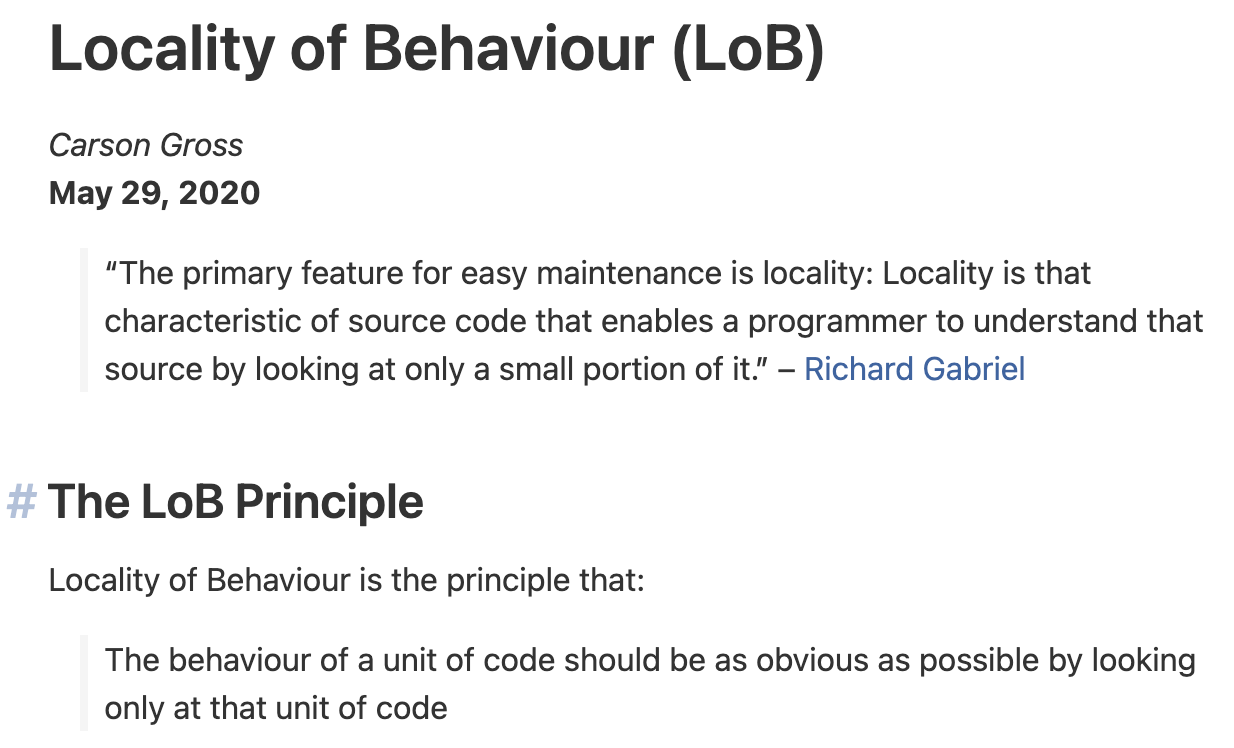 Locality of Behaviour (LoB)
Carson Gross
May 29, 2020
“The primary feature for easy maintenance is locality: Locality is that
characteristic of source code that enables a programmer to understand that
source by looking at only a small portion of it.” – Richard Gabriel
# The LoB Principle
Locality of Behaviour is the principle that:
The behaviour of a unit of code should be as obvious as possible by looking
only at that unit of code